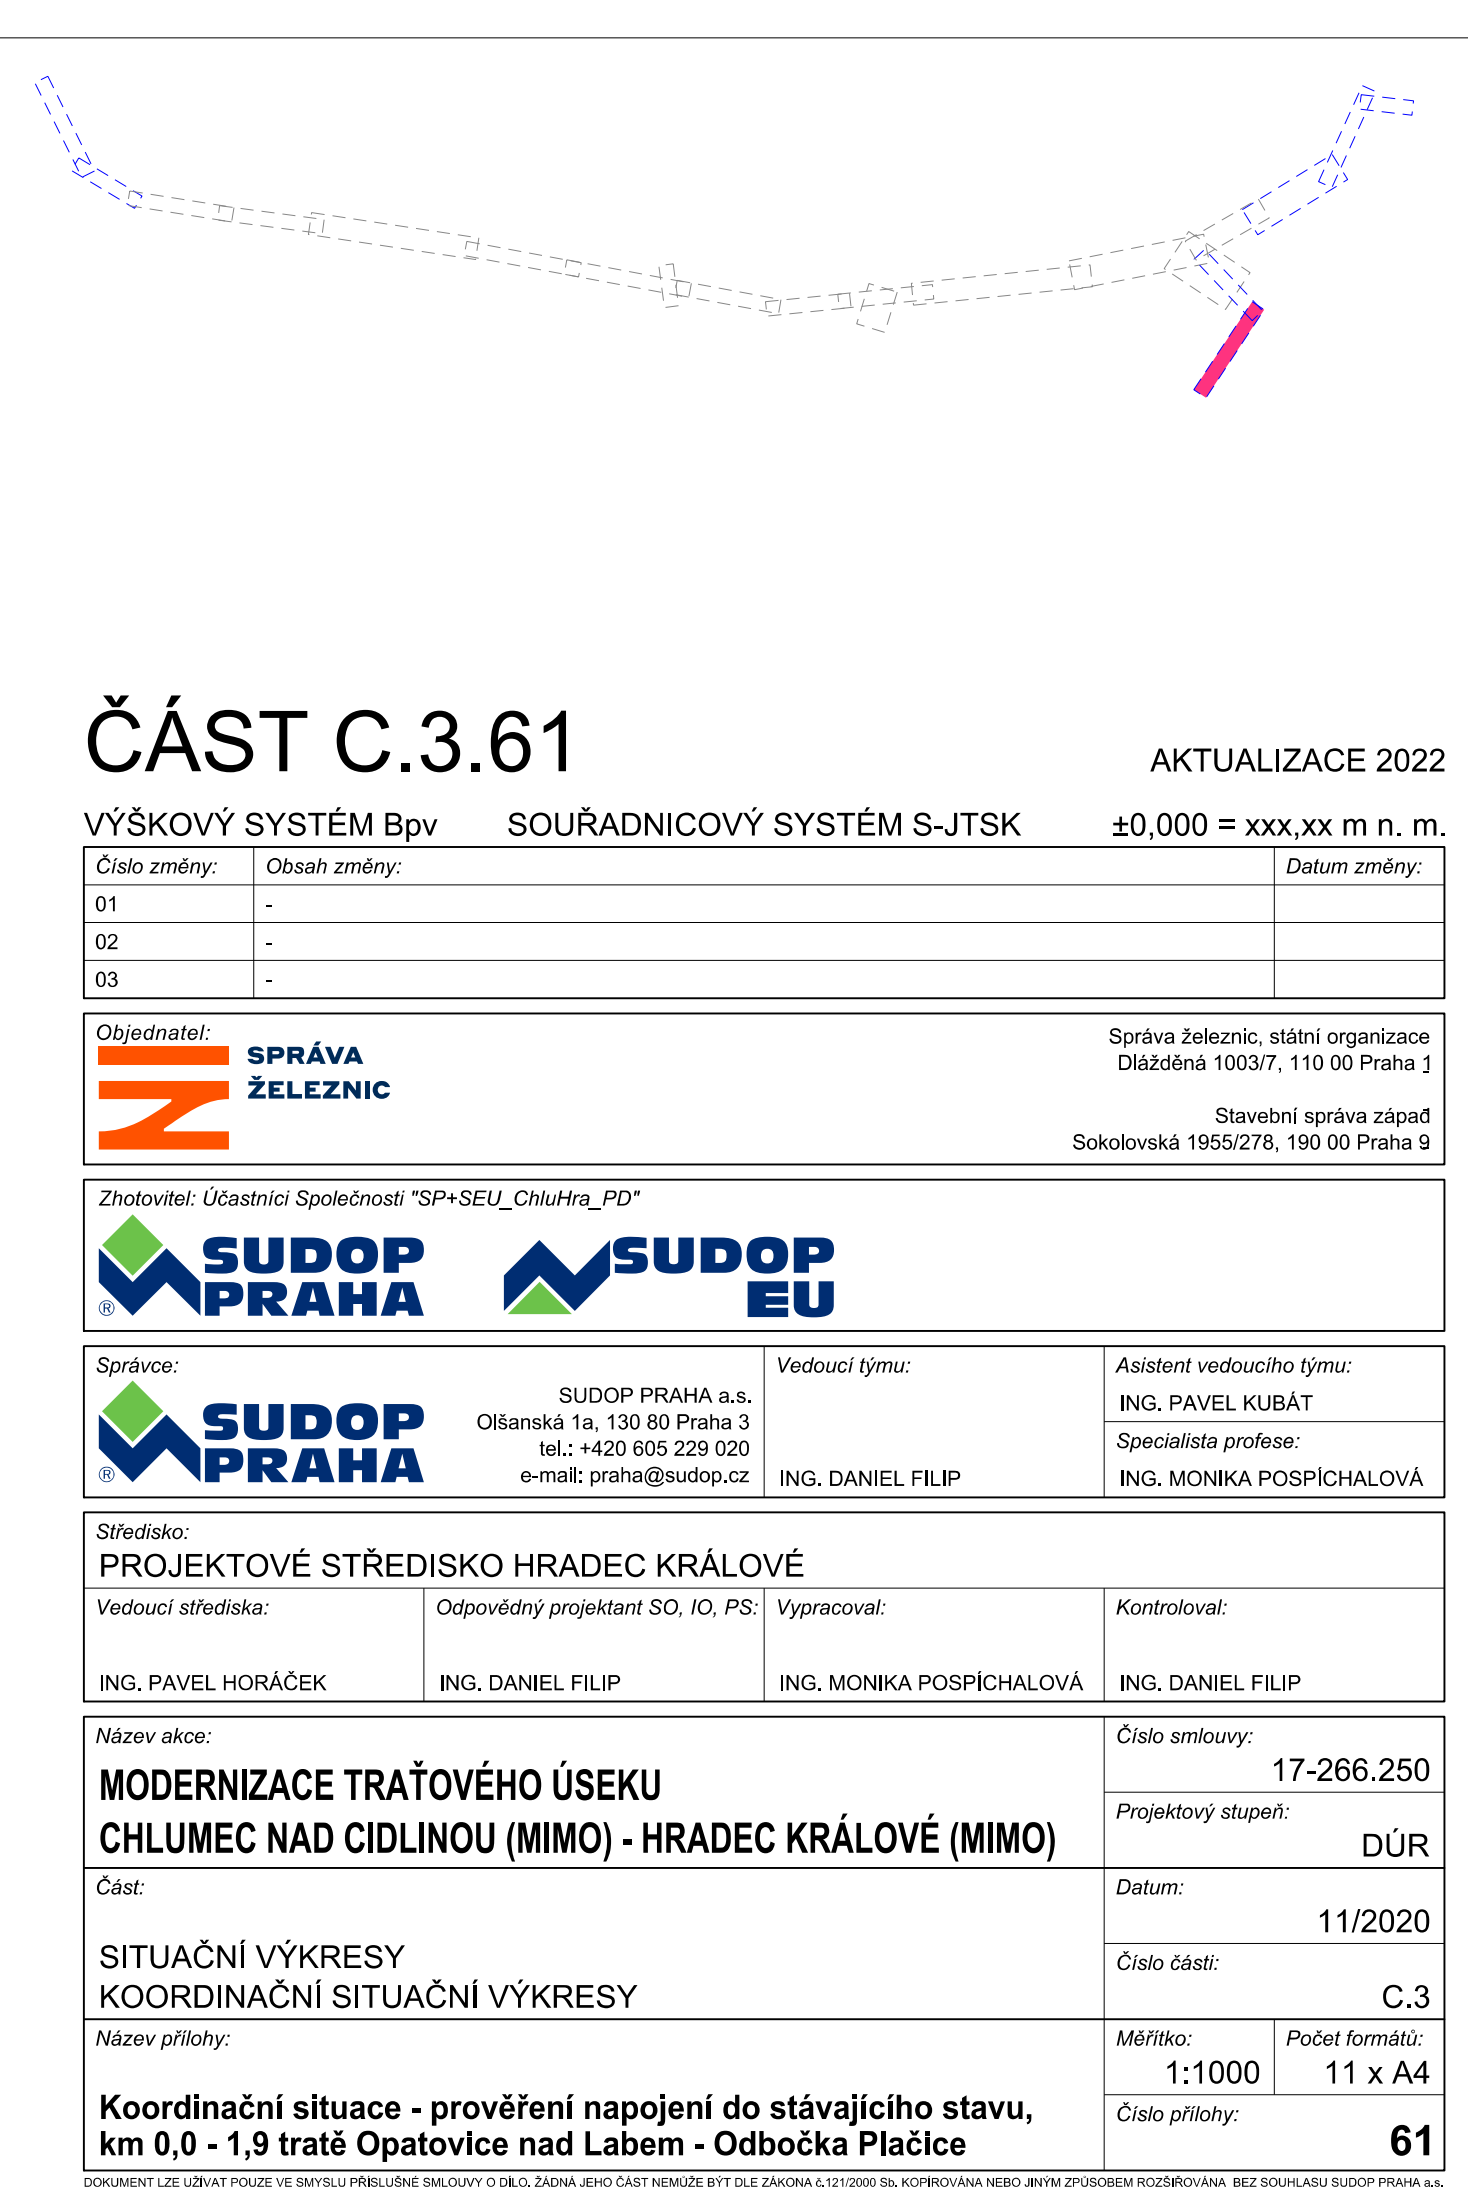 ČÁST C.3.61
AKTUALIZACE 2022
VÝŠKOVÝ SYSTÉM Bpv SOUŘADNICOVÝ SYSTÉM S-JTSK ±0,000 = xxx,xx m n. m.
Číslo změny: Obsah změny: Datum změny:
01 -
02 -
03 -
Objednatel:
SPRÁVA
ŽELEZNIC
Správa železnic, státní organizace
Dlážděná 1003/7, 110 00 Praha 1
Stavební správa západ
Sokolovská 1955/278, 190 00 Praha 9
Zhotovitel: Účastníci Společnosti "SP+SEU_ChluHra_PD"
SUDOP
PRAHA
®
SUDOP
EU
Správce:
SUDOP
PRAHA
®
SUDOP PRAHA a.s.
Olšanská 1a, 130 80 Praha 3
tel.: +420 605 229 020
e-mail: praha@sudop.cz
Vedoucí týmu:
ING. DANIEL FILIP
Asistent vedoucího týmu:
ING. PAVEL KUBÁT
Specialista profese:
ING. MONIKA POSPÍCHALOVÁ
Středisko:
PROJEKTOVÉ STŘEDISKO HRADEC KRÁLOVÉ
Vedoucí střediska: Odpovědný projektant SO, IO, PS: Vypracoval: Kontroloval:
ING. PAVEL HORÁČEK ING. DANIEL FILIP ING. MONIKA POSPÍCHALOVÁ ING. DANIEL FILIP
Název akce:
MODERNIZACE TRAŤOVÉHO ÚSEKU
CHLUMEC NAD CIDLINOU (MIMO) - HRADEC KRÁLOVÉ (MIMO)
Číslo smlouvy:
17-266.250
Projektový stupeň:
DÚR
Část:
SITUAČNÍ VÝKRESY
KOORDINAČNÍ SITUAČNÍ VÝKRESY
Datum:
11/2020
Číslo části:
C.3
Název přílohy:
Koordinační situace - prověření napojení do stávajícího stavu,
km 0,0 - 1,9 tratě Opatovice nad Labem - Odbočka Plačice
Měřítko: Počet formátů:
1:1000 11 x A4
Číslo přílohy:
61
DOKUMENT LZE UŽÍVAT POUZE VE SMYSLU PŘÍSLUŠNÉ SMLOUVY O DÍLO. ŽÁDNÁ JEHO ČÁST NEMŮŽE BÝT DLE ZÁKONA č.121/2000 Sb. KOPÍROVÁNA NEBO JINÝM ZPŮSOBEM ROZŠIŘOVÁNA BEZ SOUHLASU SUDOP PRAHA a.s.